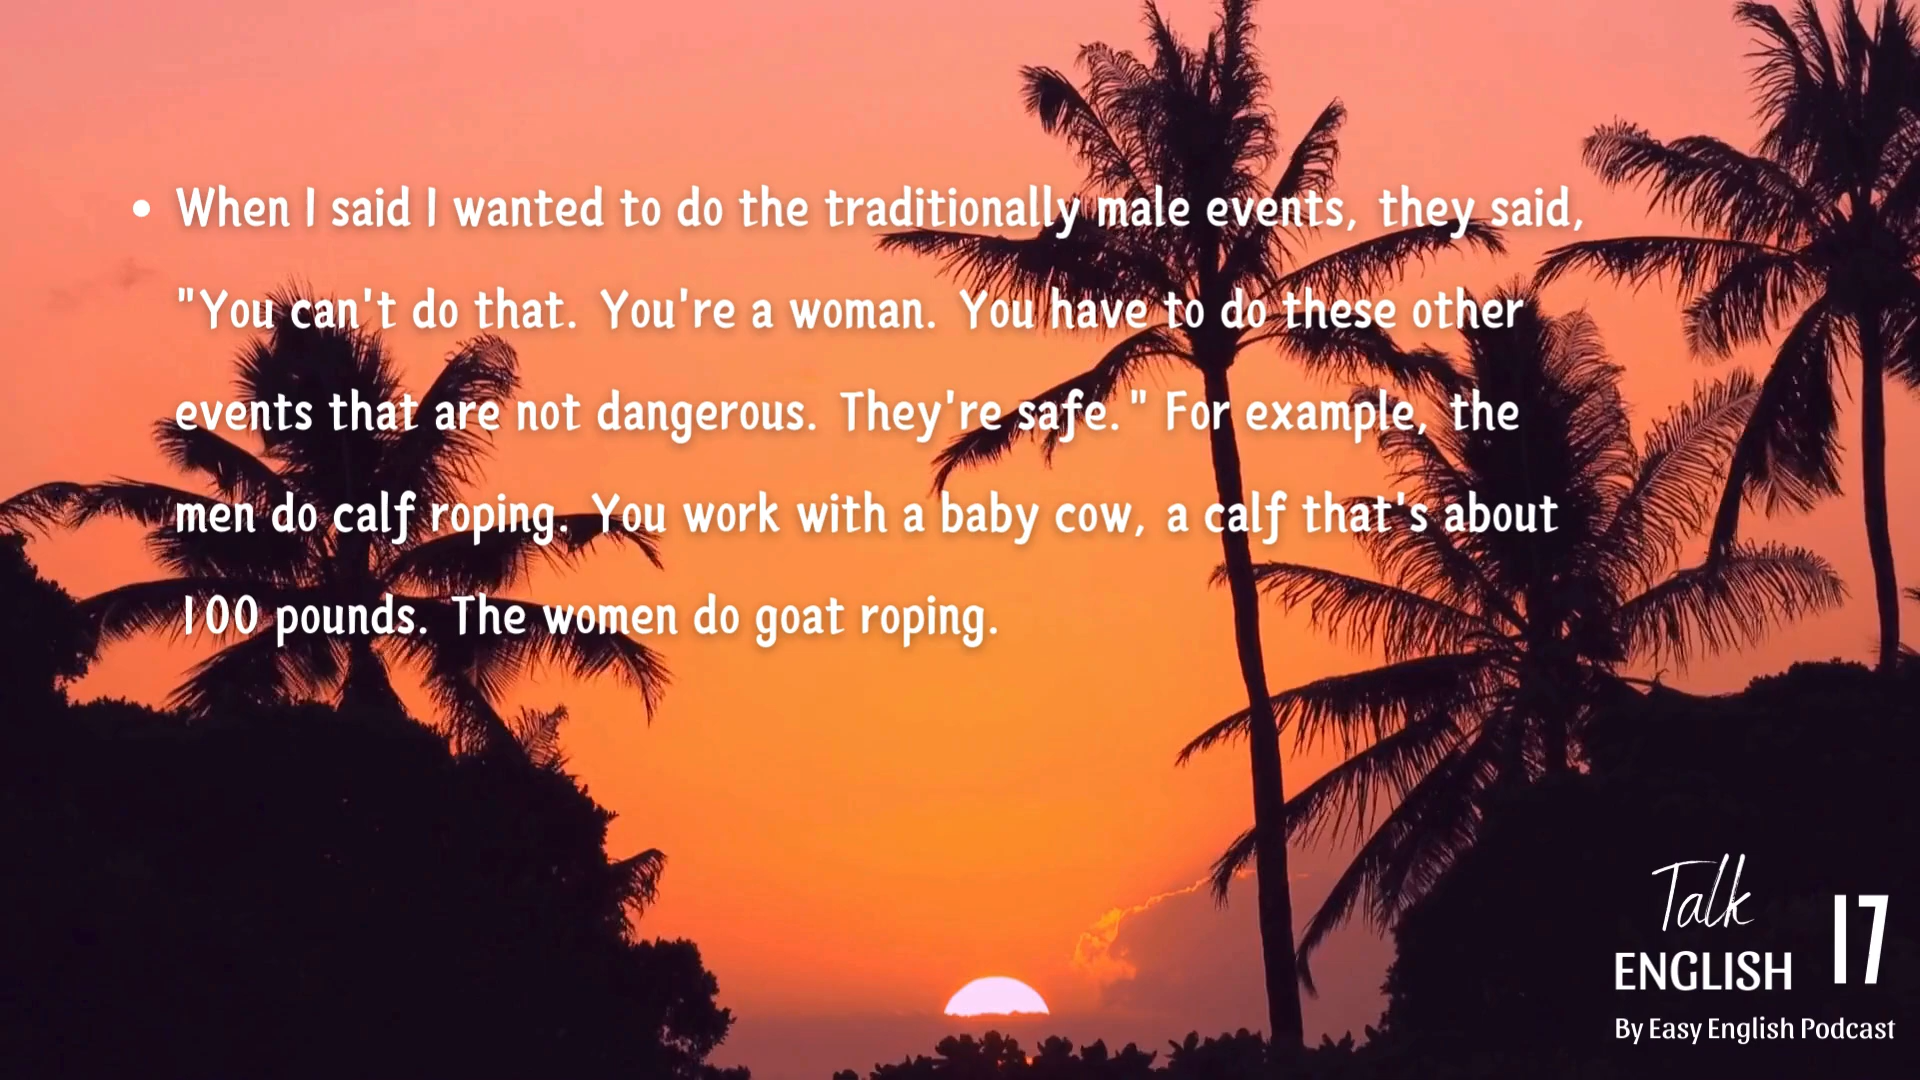 • When I said I wanted to do the traditionally male events, they said,
"You can't do that. You're a woman. You have to do these other
events that are not dangerous. They're safe." For example, the
men do calf roping. You work with a baby cow, a calf that's about
100 pounds. The women do goat roping.
Talk
ENGLISH 17
By Easy English Podcast